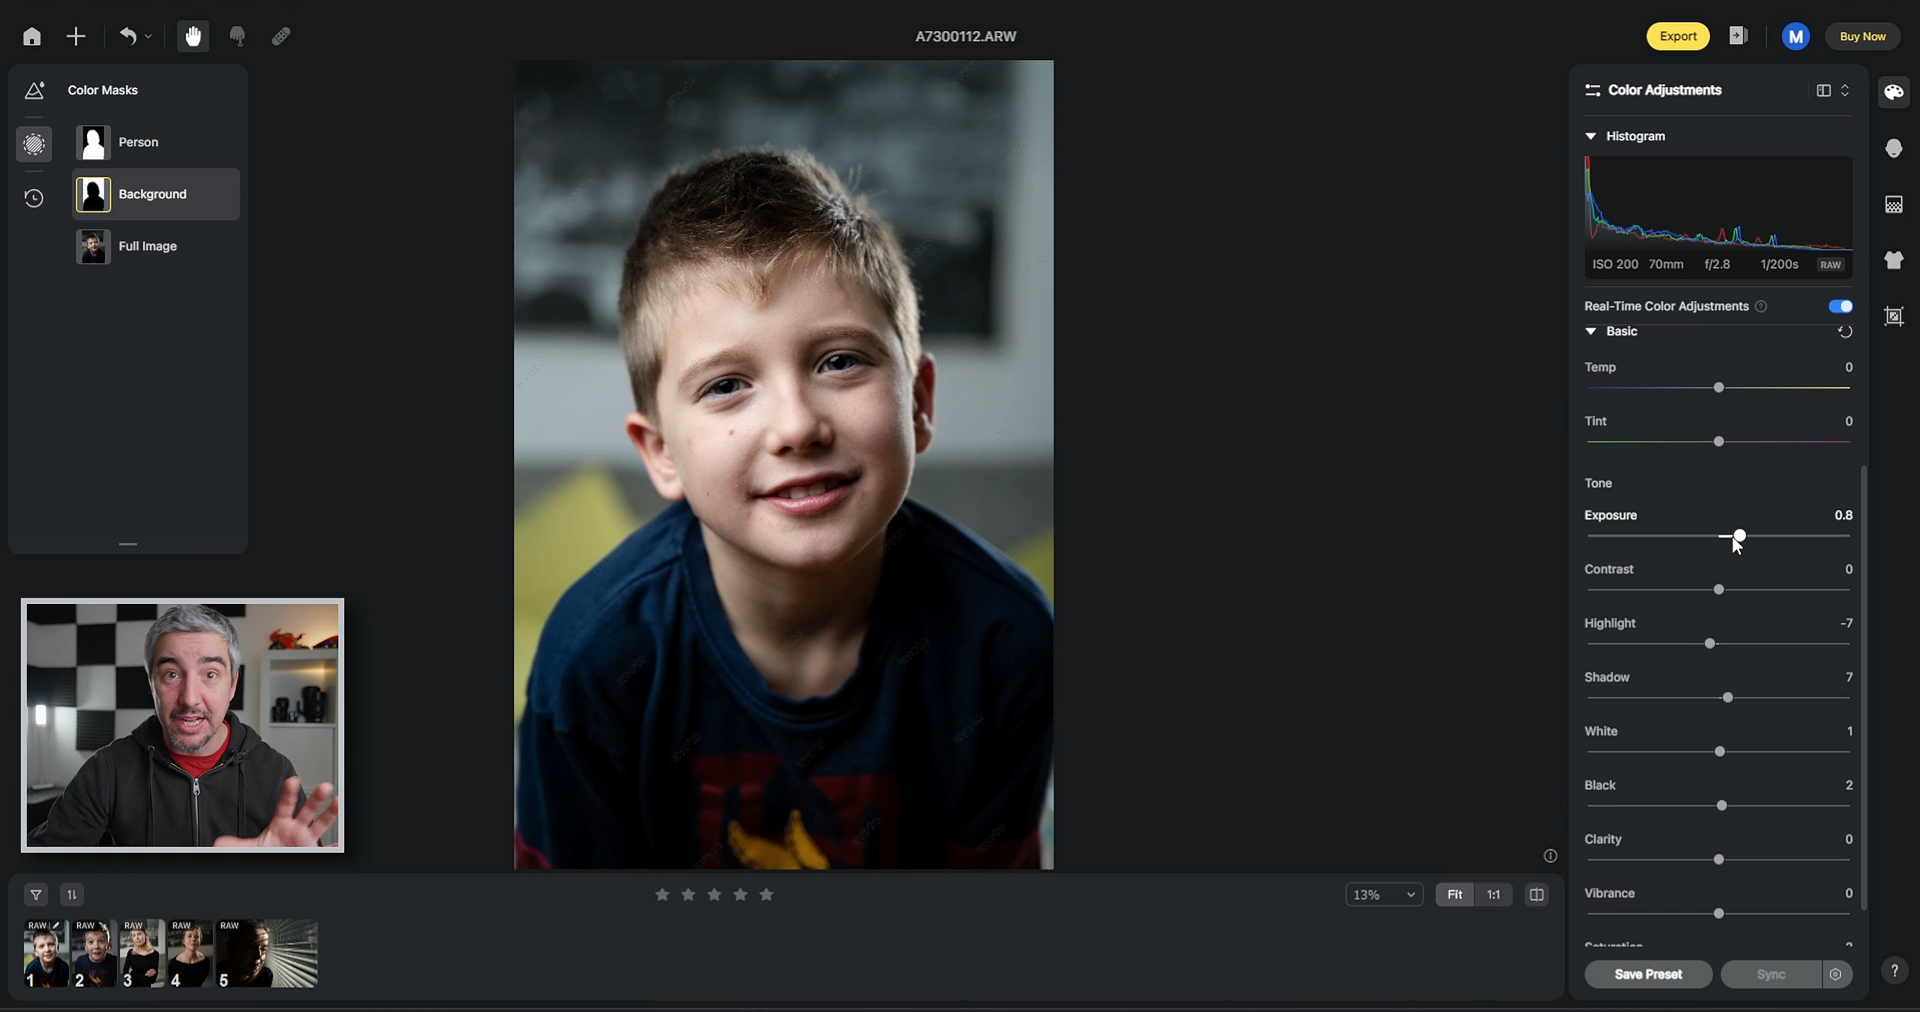 A7300112.ARW
Export
M
Buy Now
Color Masks
Person
Background
Full Image
Color Adjustments
Histogram
ISO 200 70mm f/2.8 1/200s RAW
Real-Time Color Adjustments ?
Basic
Temp 0
Tint 0
Tone
Exposure 0.8
Contrast 0
Highlight -7
Shadow 7
White 1
Black 2
Clarity 0
Vibrance 0
Save Preset
Sync
?
13%
Fit
1:1
RAW RAW RAW RAW RAW
1 2 3 4 5